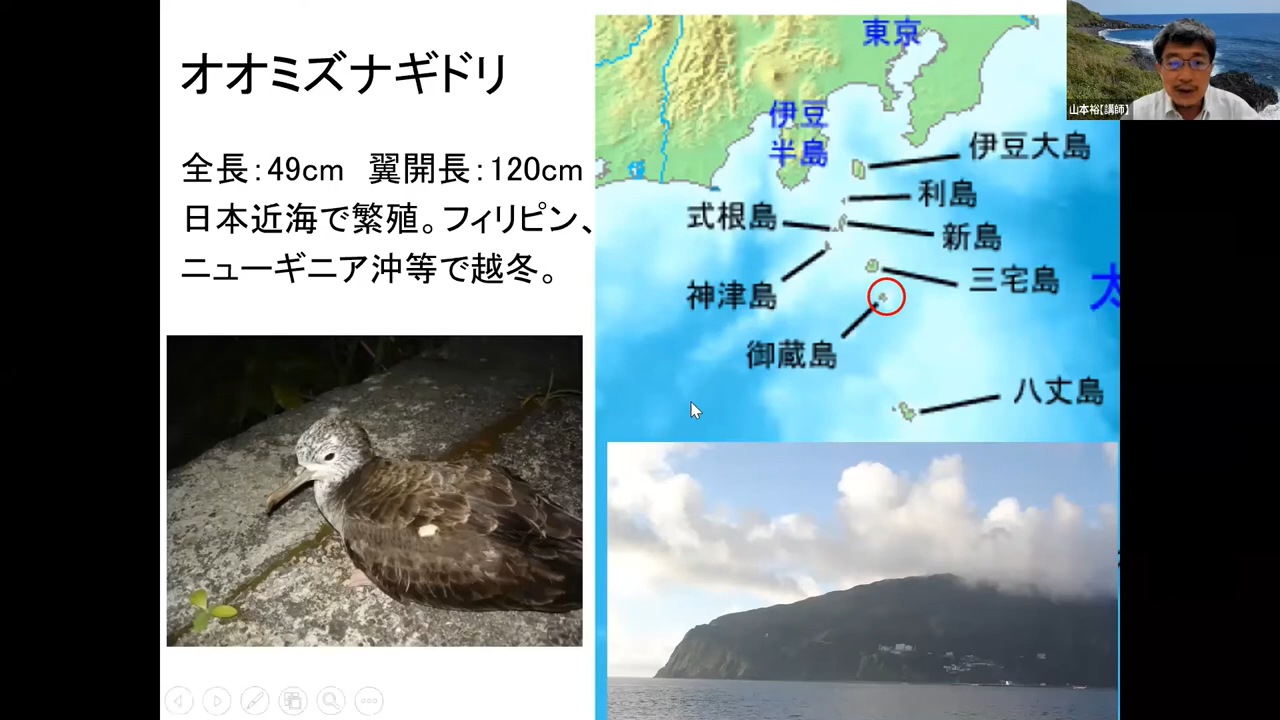 オオミズナギドリ
全長：49cm　翼開長：120cm
日本近海で繁殖。フィリピン、
ニューギニア沖等で越冬。
東京
伊豆
半島
伊豆大島
利島
式根島
新島
神津島
三宅島
御蔵島
八丈島
太
山本裕【講師】